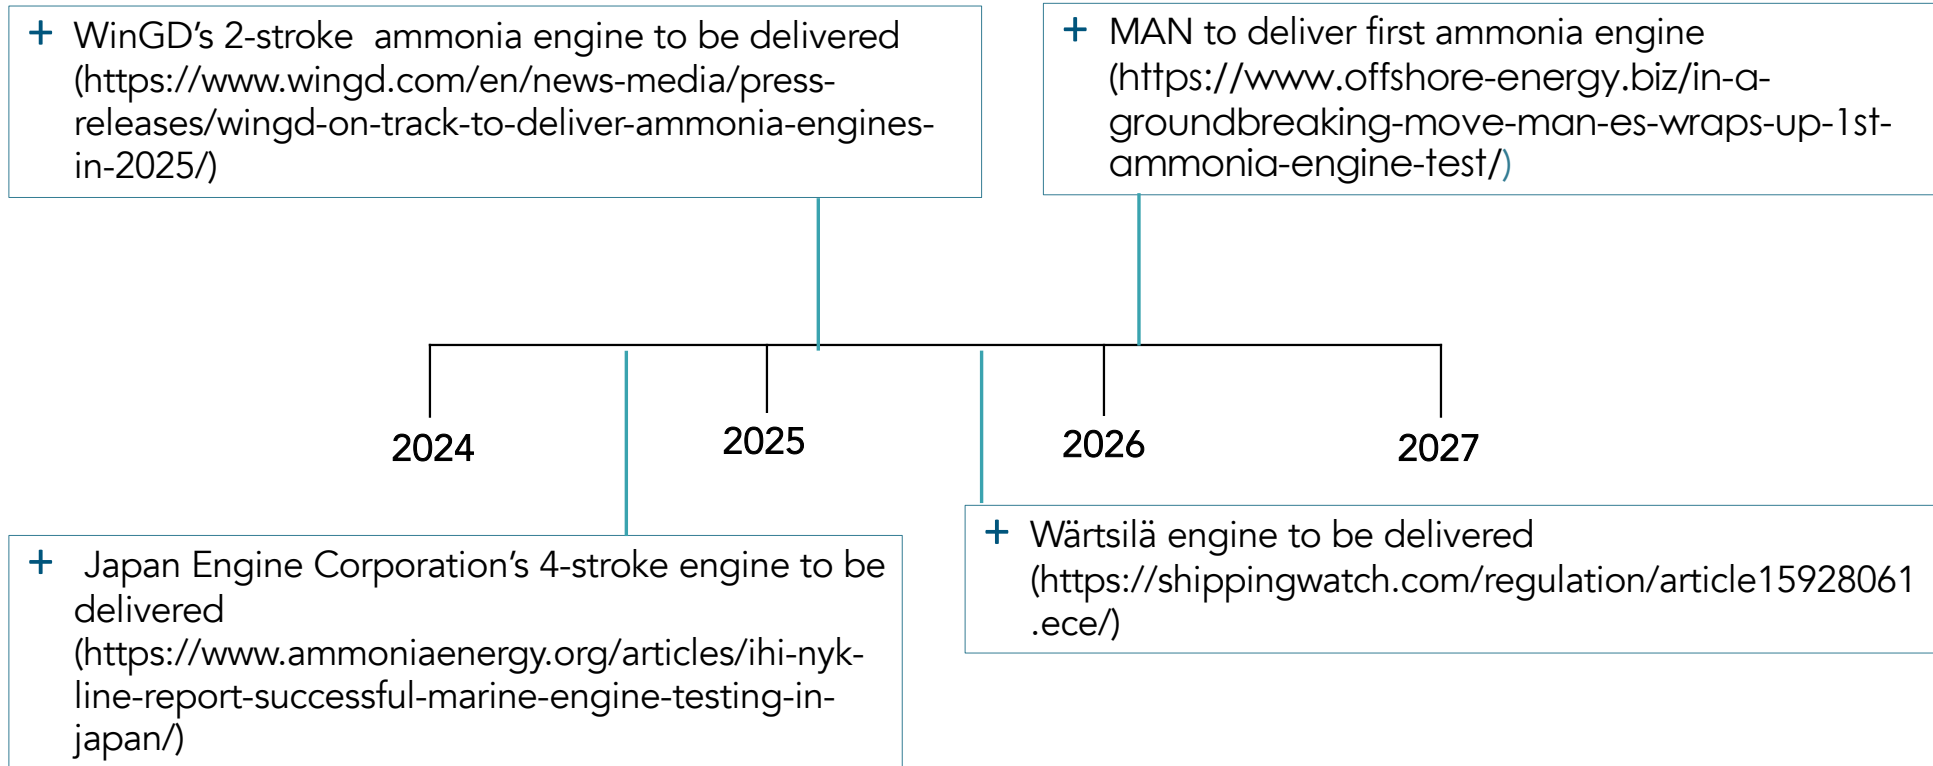 + WinGD’s 2-stroke  ammonia engine to be delivered
(https://www.wingd.com/en/news-media/press-
releases/wingd-on-track-to-deliver-ammonia-engines-
in-2025/)
+ MAN to deliver first ammonia engine
(https://www.offshore-energy.biz/in-a-
groundbreaking-move-man-es-wraps-up-1st-
ammonia-engine-test/)
2024
2025
2026
2027
+ Japan Engine Corporation’s 4-stroke engine to be
delivered
(https://www.ammoniaenergy.org/articles/ihi-nyk-
line-report-successful-marine-engine-testing-in-
japan/)
+ Wärtsilä engine to be delivered
(https://shippingwatch.com/regulation/article15928061
.ece/)